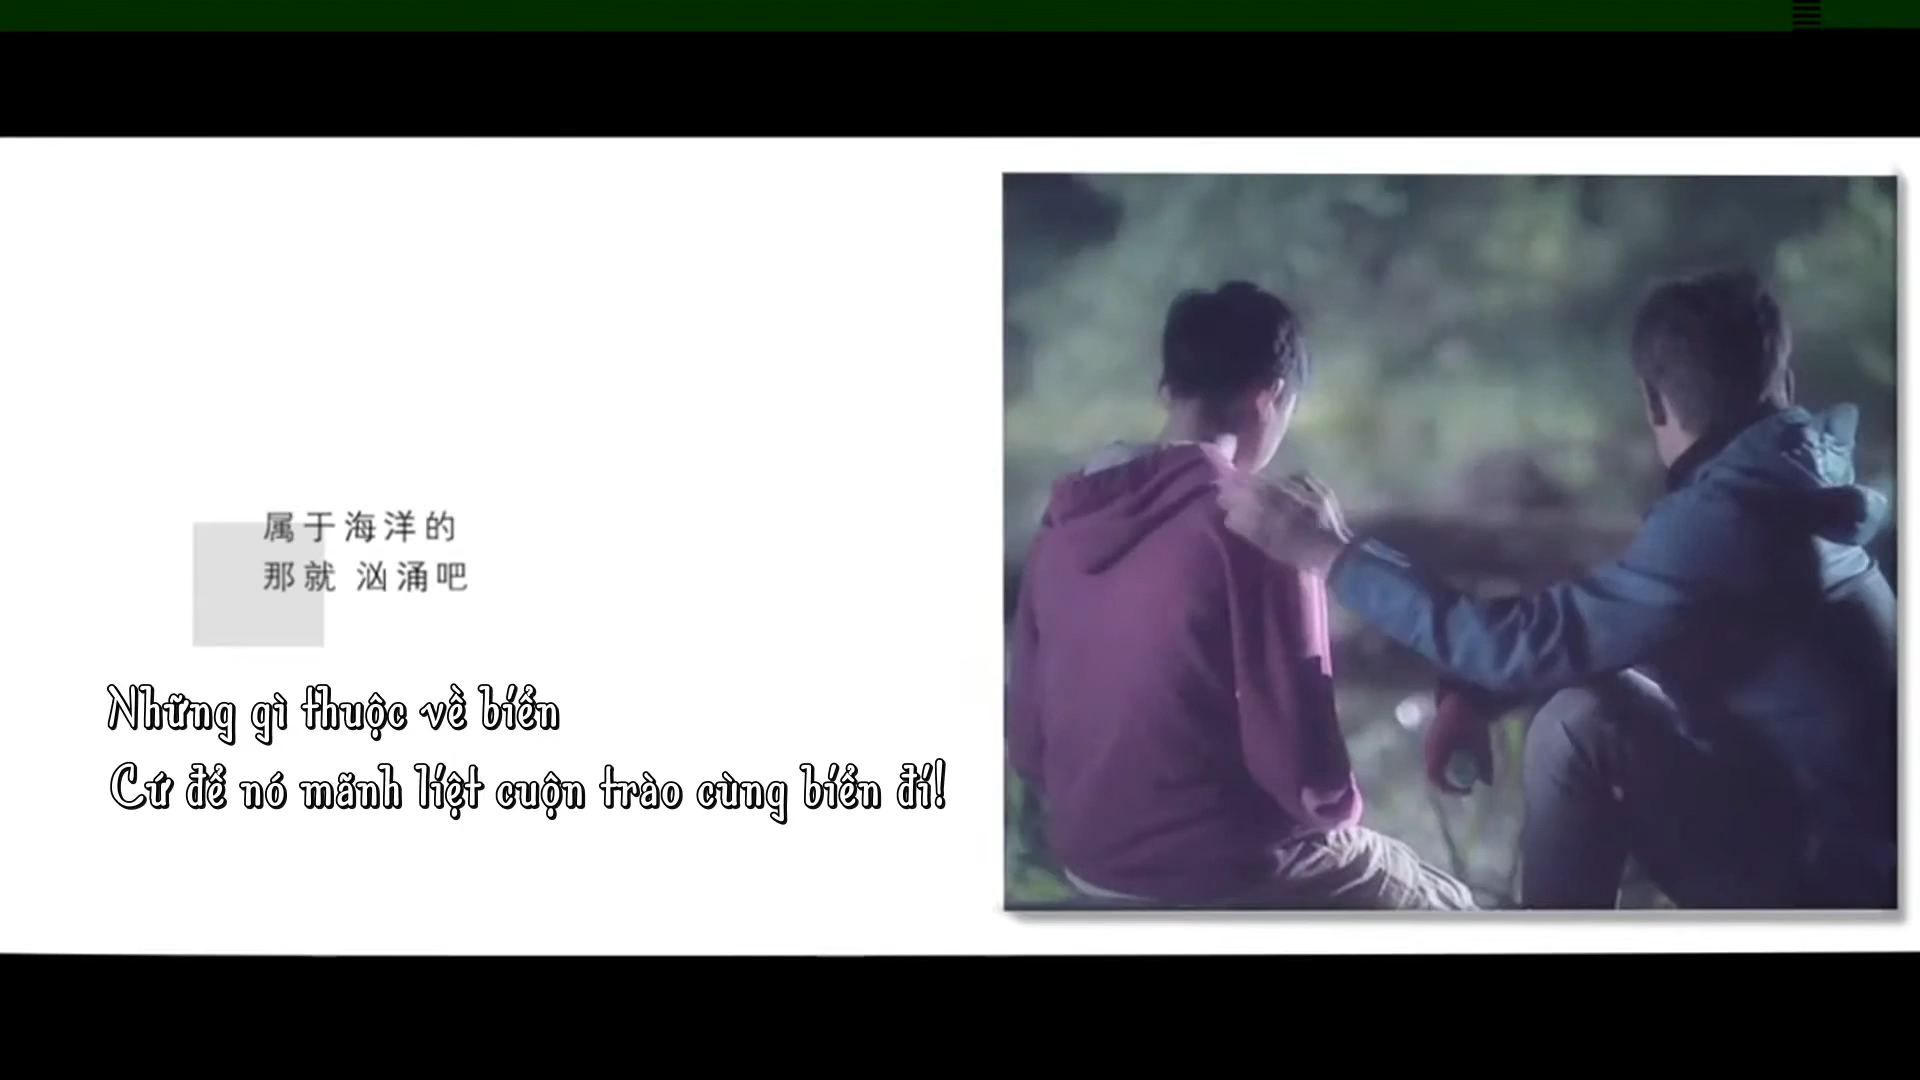 属于海洋的
那就 汹涌吧
Những gì thuộc về biển
Cứ để nó mãnh liệt cuộn trào cùng biển đi!